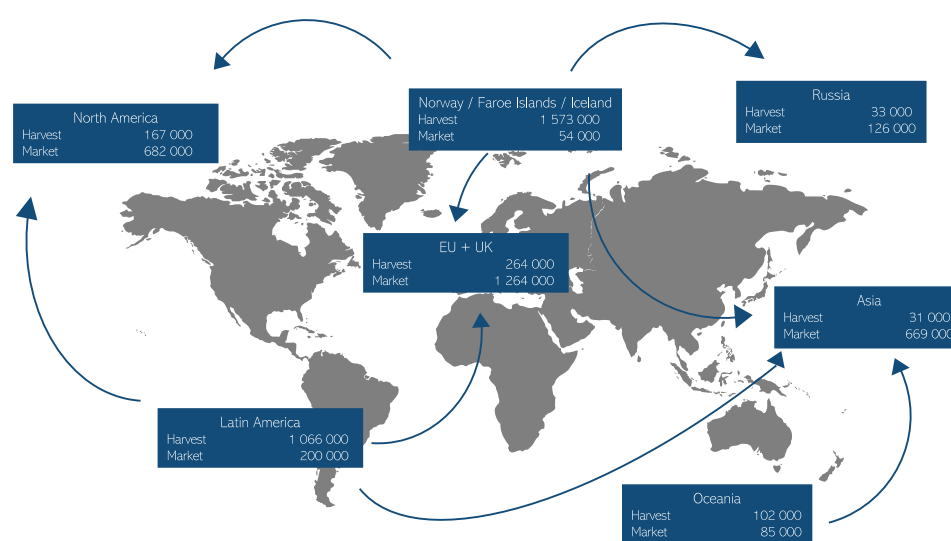 Norway / Faroe Islands / Iceland
Harvest 1 573 000
Market 54 000
Russia
Harvest 33 000
Market 126 000
North America
Harvest 167 000
Market 682 000
EU + UK
Harvest 264 000
Market 1 264 000
Asia
Harvest 31 000
Market 669 000
Latin America
Harvest 1 066 000
Market 200 000
Oceania
Harvest 102 000
Market 85 000